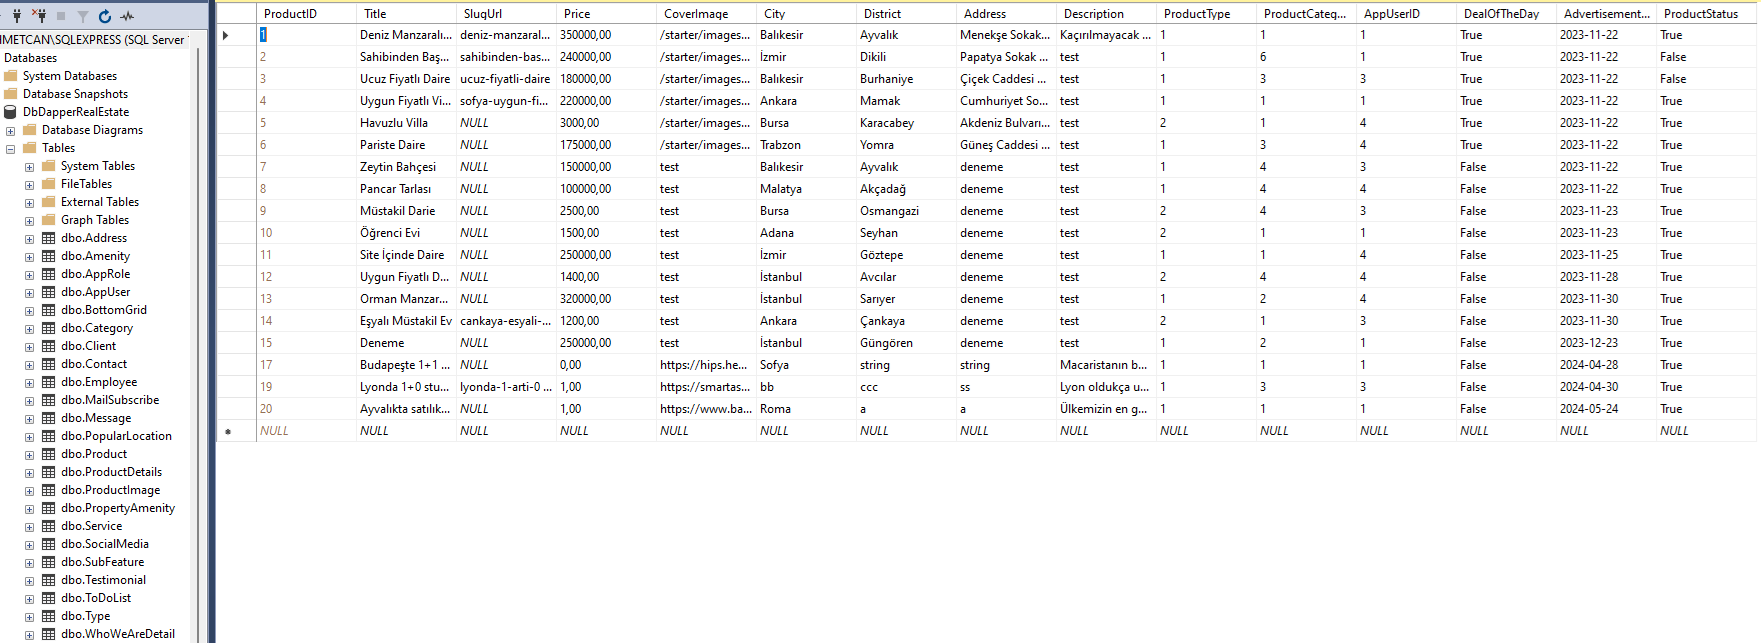 IMETCAN\SQLEXPRESS (SQL Server
Databases
System Databases
Database Snapshots
DbDapperRealEstate
Database Diagrams
Tables
System Tables
FileTables
External Tables
Graph Tables
dbo.Address
dbo.Amenity
dbo.AppRole
dbo.AppUser
dbo.BottomGrid
dbo.Category
dbo.Client
dbo.Contact
dbo.Employee
dbo.MailSubscribe
dbo.Message
dbo.PopularLocation
dbo.Product
dbo.ProductDetails
dbo.ProductImage
dbo.PropertyAmenity
dbo.Service
dbo.SocialMedia
dbo.SubFeature
dbo.Testimonial
dbo.ToDoList
dbo.Type
dbo.WhoWeAreDetail
ProductID Title SlugUrl Price CoverImage City District Address Description ProductType ProductCateg... AppUserID DealOfTheDay Advertisement... ProductStatus
1 Deniz Manzaralı... deniz-manzaral... 350000,00 /starter/images... Balıkesir Ayvalık Menekşe Sokak... Kaçırılmayacak ... 1 1 1 True 2023-11-22 True
2 Sahibinden Baş... sahibinden-bas... 240000,00 /starter/images... İzmir Dikili Papatya Sokak ... test 1 6 1 True 2023-11-22 False
3 Ucuz Fiyatlı Daire ucuz-fiyatli-daire 180000,00 /starter/images... Balıkesir Burhaniye Çiçek Caddesi ... test 1 3 3 True 2023-11-22 False
4 Uygun Fiyatlı Vi... sofya-uygun-fi... 220000,00 /starter/images... Ankara Mamak Cumhuriyet So... test 1 1 1 True 2023-11-22 True
5 Havuzlu Villa NULL 3000,00 /starter/images... Bursa Karacabey Akdeniz Bulvarı... test 2 1 4 True 2023-11-22 True
6 Pariste Daire NULL 175000,00 /starter/images... Trabzon Yomra Güneş Caddesi ... test 1 3 4 True 2023-11-22 True
7 Zeytin Bahçesi NULL 150000,00 test Balıkesir Ayvalık deneme test 1 4 3 False 2023-11-22 True
8 Pancar Tarlası NULL 100000,00 test Malatya Akçadağ deneme test 1 4 4 False 2023-11-22 True
9 Müstakil Darie NULL 2500,00 test Bursa Osmangazi deneme test 2 4 3 False 2023-11-23 True
10 Öğrenci Evi NULL 1500,00 test Adana Seyhan deneme test 2 1 1 False 2023-11-23 True
11 Site İçinde Daire NULL 250000,00 test İzmir Göztepe deneme test 1 1 4 False 2023-11-25 True
12 Uygun Fiyatlı D... NULL 1400,00 test İstanbul Avcılar deneme test 2 4 4 False 2023-11-28 True
13 Orman Manzar... NULL 320000,00 test İstanbul Sarıyer deneme test 1 2 4 False 2023-11-30 True
14 Eşyalı Müstakil Ev cankaya-esyali-... 1200,00 test Ankara Çankaya deneme test 2 1 3 False 2023-11-30 True
15 Deneme NULL 250000,00 test İstanbul Güngören deneme test 1 2 1 False 2023-12-23 True
17 Budapeşte 1+1 ... NULL 0,00 https://hips.he... Sofya string string Macaristanın b... 1 1 1 False 2024-04-28 True
19 Lyonda 1+0 stu... lyonda-1-arti-0 ... 1,00 https://smartas... bb ccc ss Lyon oldukça u... 1 3 3 False 2024-04-30 True
20 Ayvalıkta satılık... NULL 1,00 https://www.ba... Roma a a Ülkemizin en g... 1 1 1 False 2024-05-24 True
NULL NULL NULL NULL NULL NULL NULL NULL NULL NULL NULL NULL NULL NULL NULL